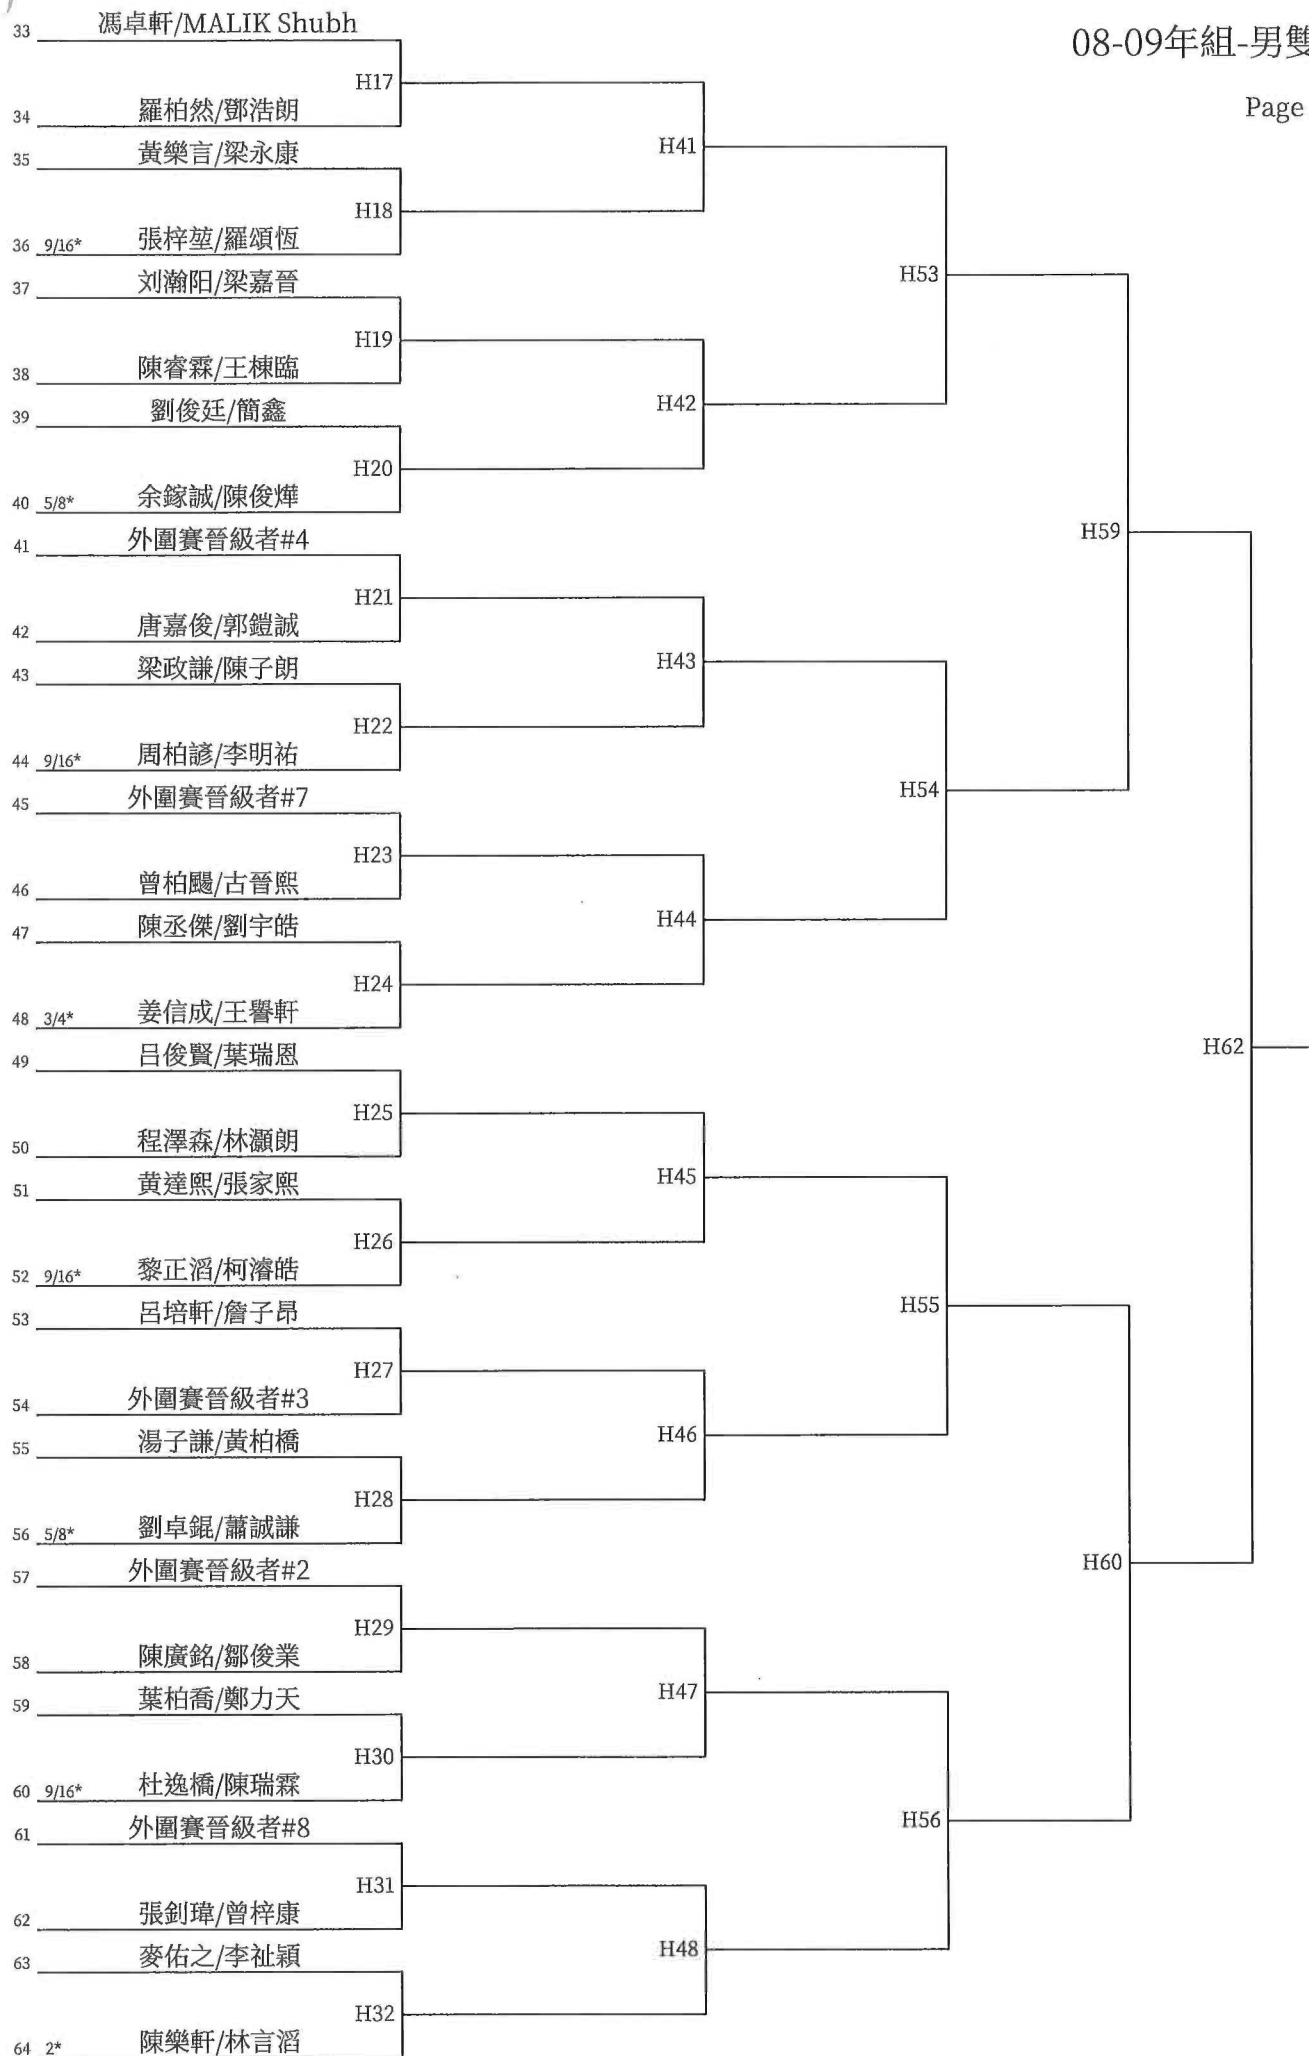 33 馮卓軒/MALIK Shubh
08-09年組-男雙
H17
Page
34 羅柏然/鄧浩朗
35 黃樂言/梁永康
H41
H18
36 9/16* 張梓堃/羅頌恆
37 刘瀚阳/梁嘉晉
H53
H19
38 陳睿霖/王棟臨
39 劉俊廷/簡鑫
H42
H20
40 5/8* 余鎵誠/陳俊燁
41 外圍賽晉級者#4
H59
H21
42 唐嘉俊/郭鎧誠
43 梁政謙/陳子朗
H43
H22
44 9/16* 周柏諺/李明祐
45 外圍賽晉級者#7
H54
H23
46 曾柏颺/古晉熙
47 陳丞傑/劉宇皓
H44
H24
48 3/4* 姜信成/王譽軒
49 呂俊賢/葉瑞恩
H62
H25
50 程澤森/林灝朗
51 黄達熙/張家熙
H45
H26
52 9/16* 黎正滔/柯濬皓
53 呂培軒/詹子昂
H55
H27
54 外圍賽晉級者#3
55 湯子謙/黃柏橋
H46
H28
56 5/8* 劉卓錕/蕭誠謙
57 外圍賽晉級者#2
H60
H29
58 陳廣銘/鄒俊業
59 葉柏喬/鄭力天
H47
H30
60 9/16* 杜逸橋/陳瑞霖
61 外圍賽晉級者#8
H56
H31
62 張釗瑋/曾梓康
63 麥佑之/李祉穎
H48
H32
64 2* 陳樂軒/林言滔